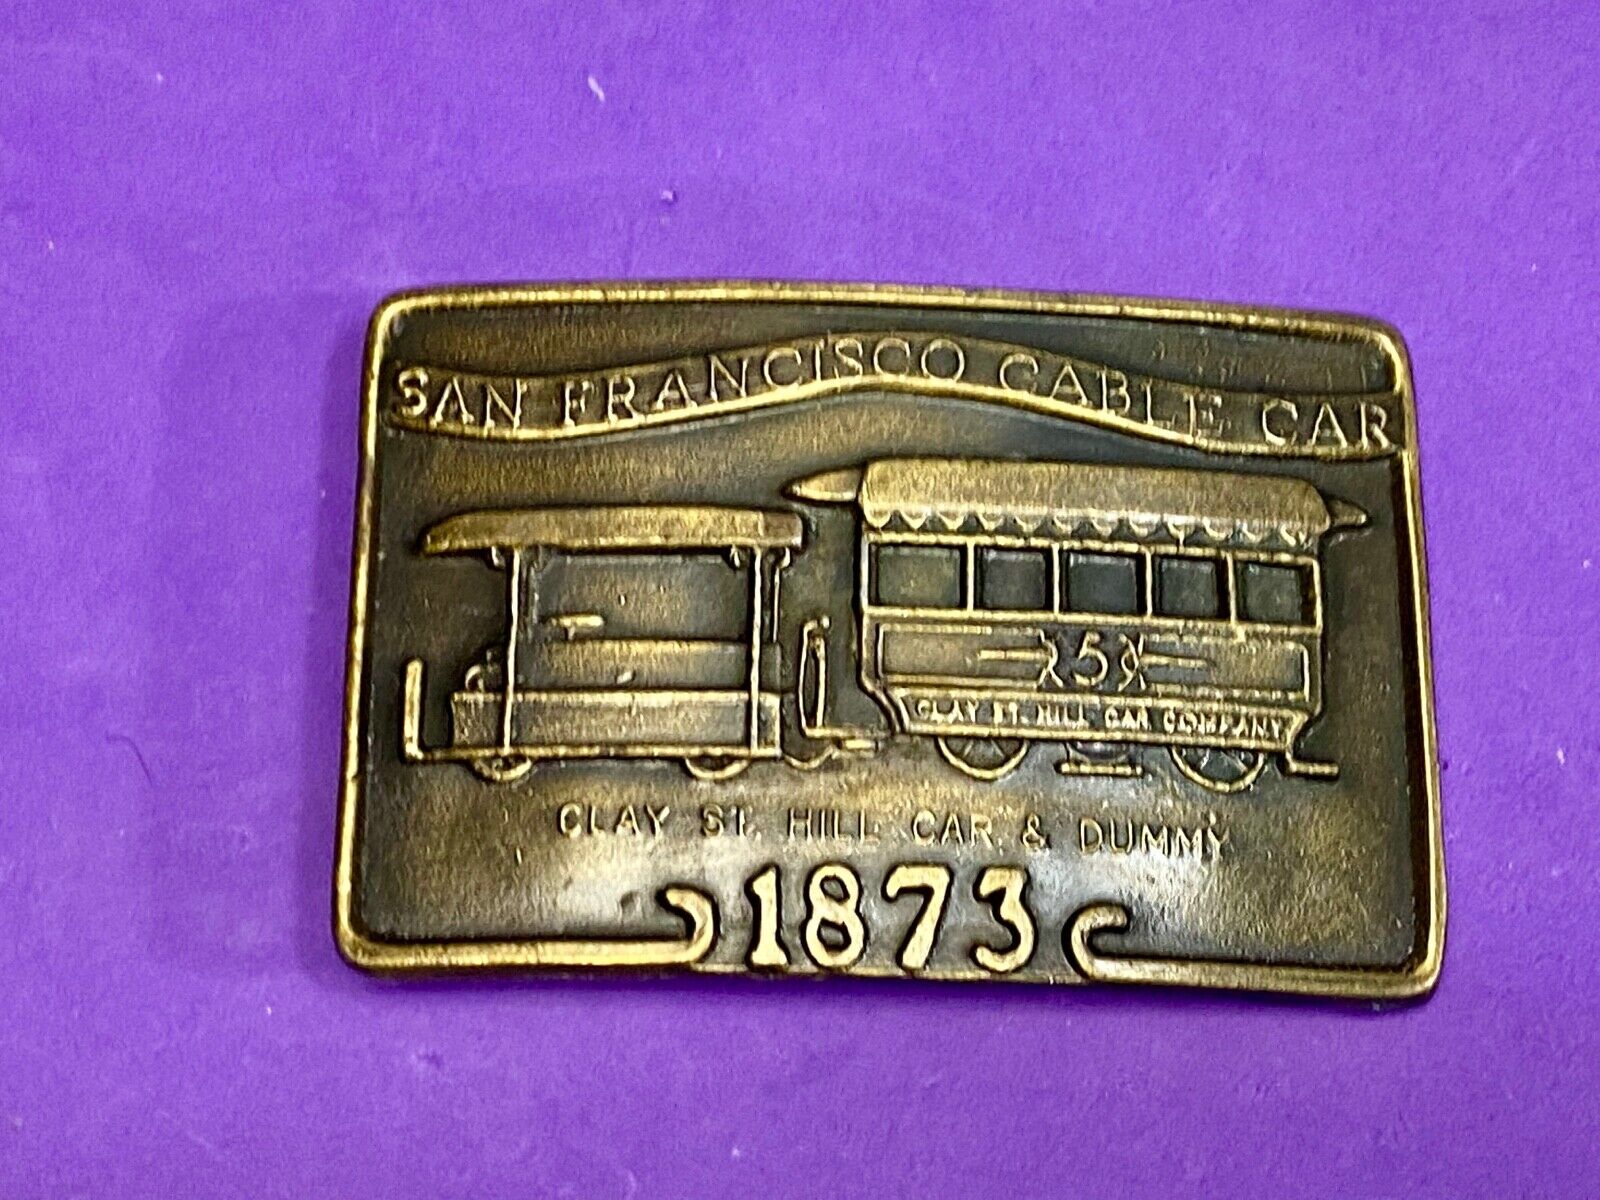 SAN FRANCISCO CABLE CAR
5
CLAY ST. HILL CAR COMPANY
CLAY ST. HILL CAR & DUMMY
1873